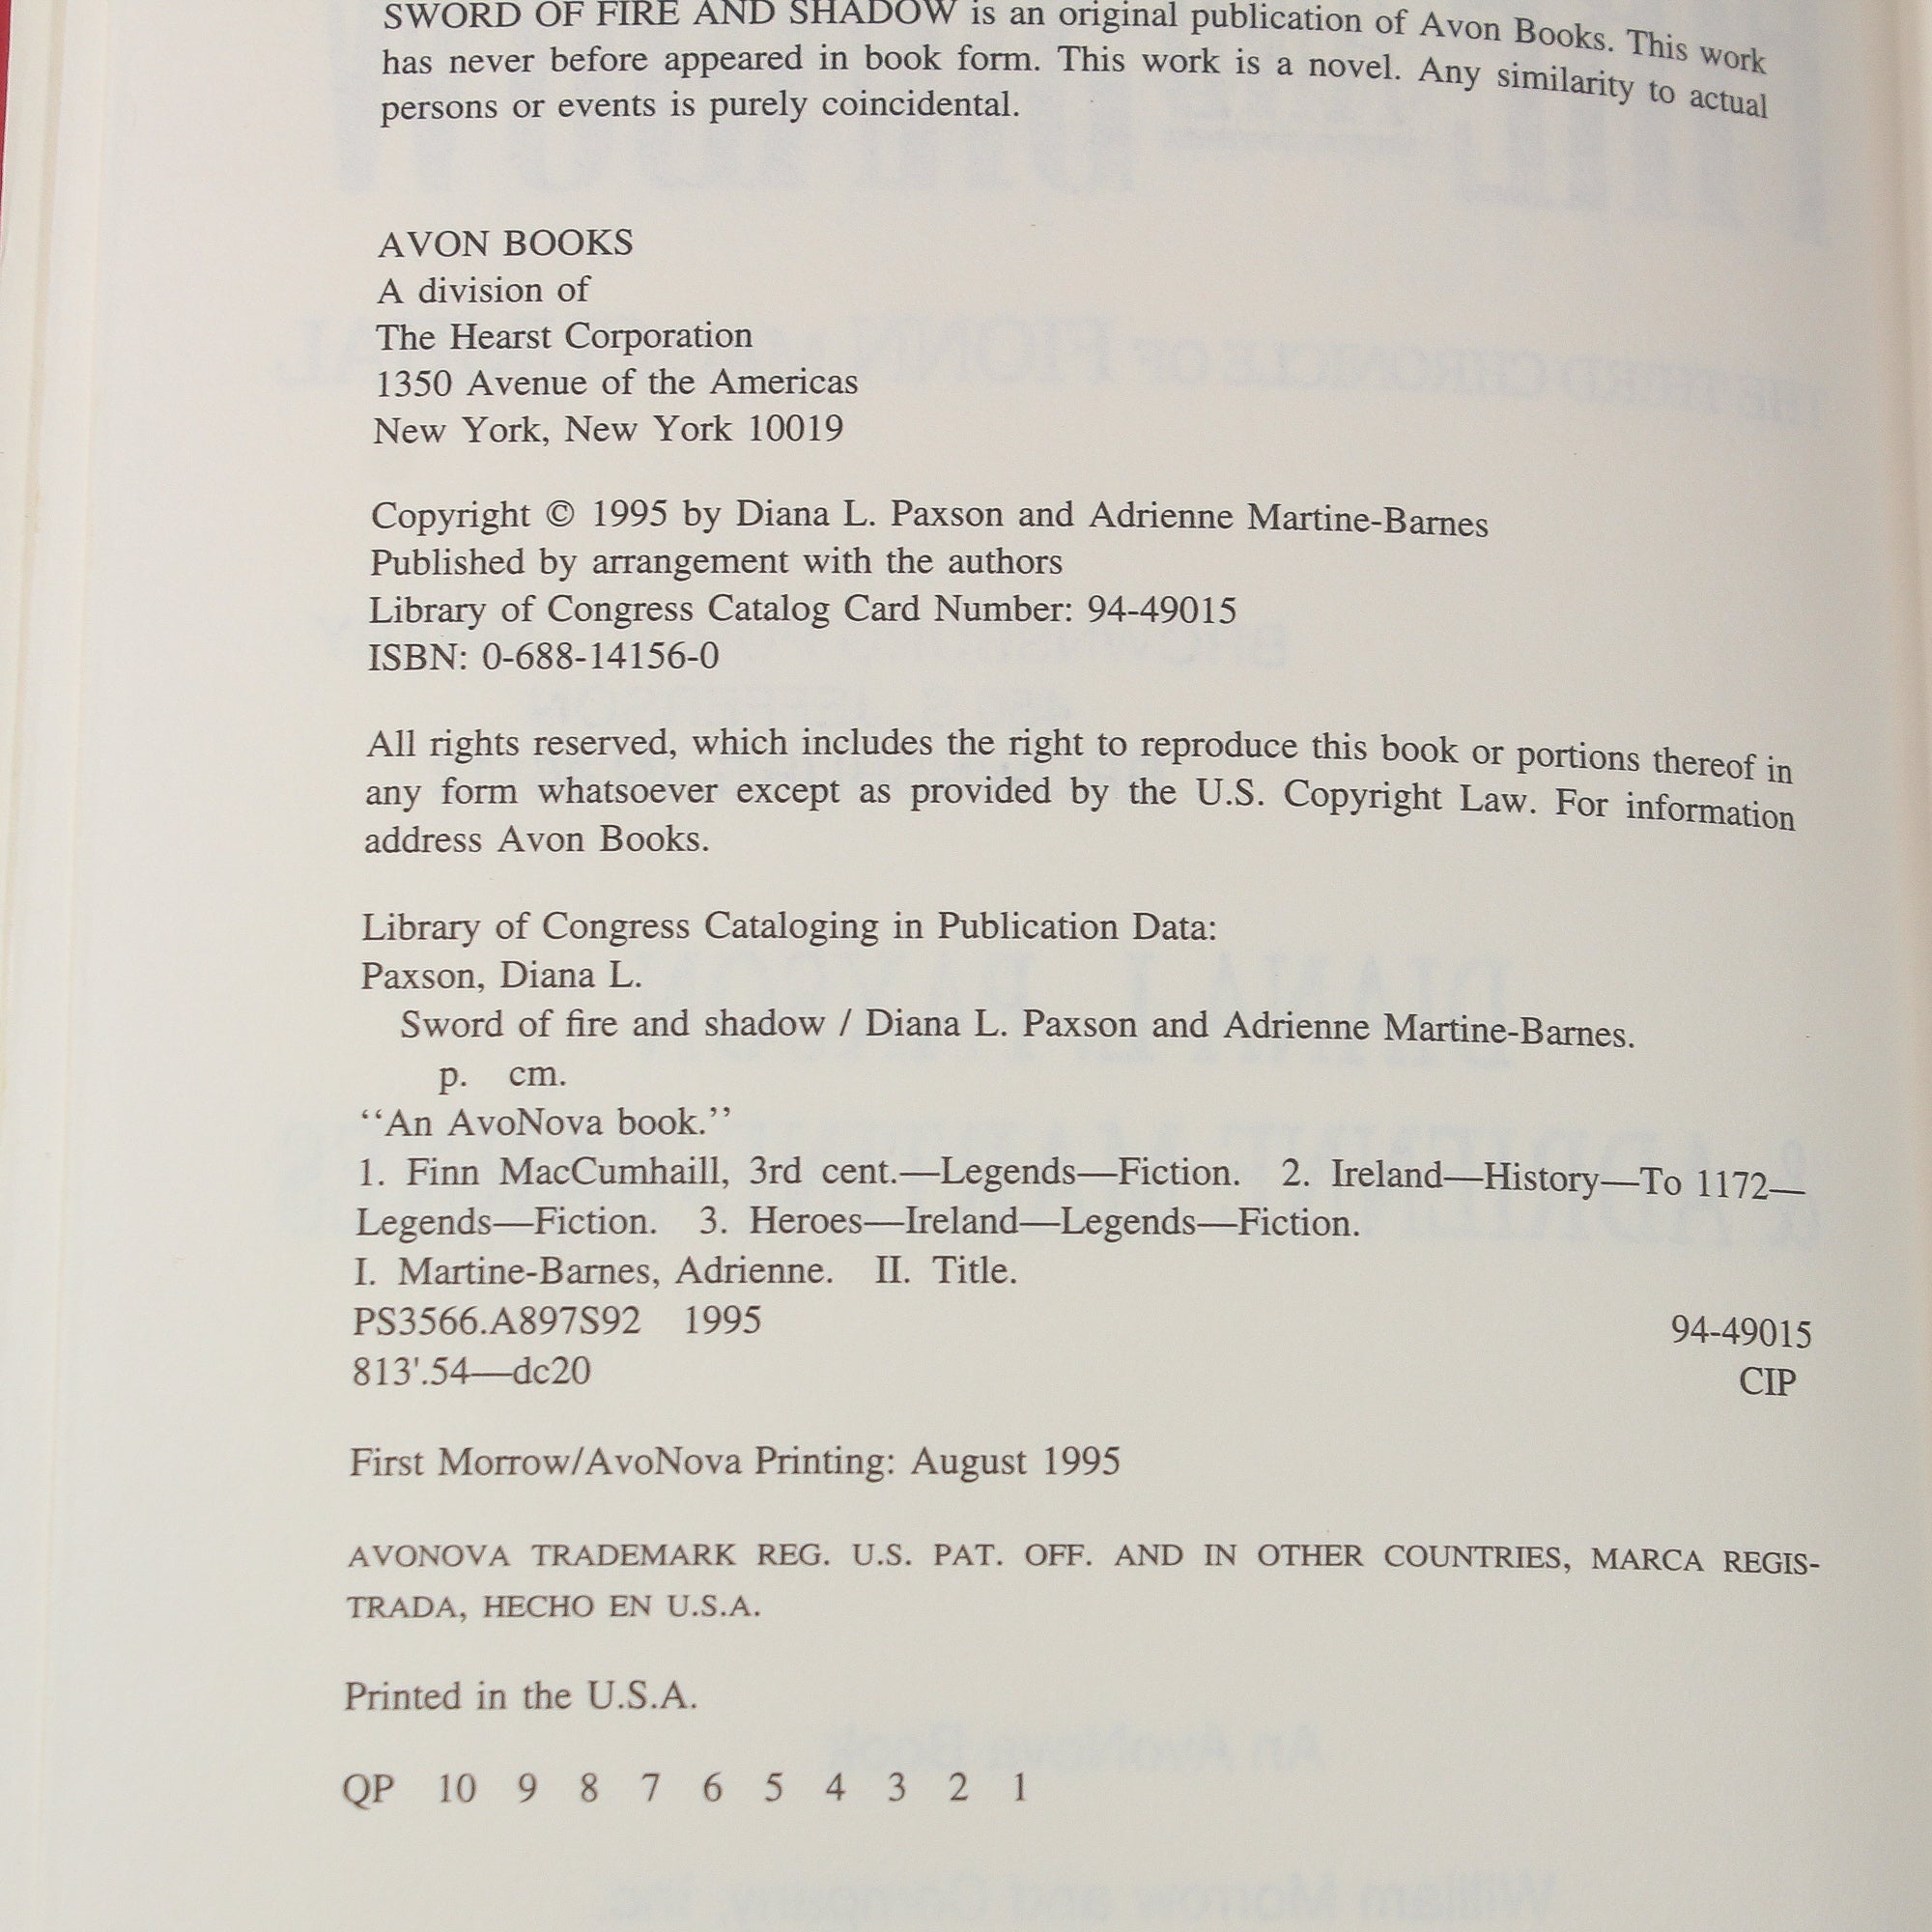 SWORD OF FIRE AND SHADOW is an original publication of Avon Books. This work
has never before appeared in book form. This work is a novel. Any similarity to actual
persons or events is purely coincidental.
AVON BOOKS
A division of
The Hearst Corporation
1350 Avenue of the Americas
New York, New York 10019
Copyright © 1995 by Diana L. Paxson and Adrienne Martine-Barnes
Published by arrangement with the authors
Library of Congress Catalog Card Number: 94-49015
ISBN: 0-688-14156-0
All rights reserved, which includes the right to reproduce this book or portions thereof in
any form whatsoever except as provided by the U.S. Copyright Law. For information
address Avon Books.
Library of Congress Cataloging in Publication Data:
Paxson, Diana L.
Sword of fire and shadow / Diana L. Paxson and Adrienne Martine-Barnes.
p. cm.
‘‘An AvoNova book.’’
1. Finn MacCumhaill, 3rd cent.—Legends—Fiction. 2. Ireland—History—To 1172—
Legends—Fiction. 3. Heroes—Ireland—Legends—Fiction.
I. Martine-Barnes, Adrienne. II. Title.
PS3566.A897S92 1995 94-49015
813'.54—dc20 CIP
First Morrow/AvoNova Printing: August 1995
AVONOVA TRADEMARK REG. U.S. PAT. OFF. AND IN OTHER COUNTRIES, MARCA REGIS-
TRADA, HECHO EN U.S.A.
Printed in the U.S.A.
QP 10 9 8 7 6 5 4 3 2 1